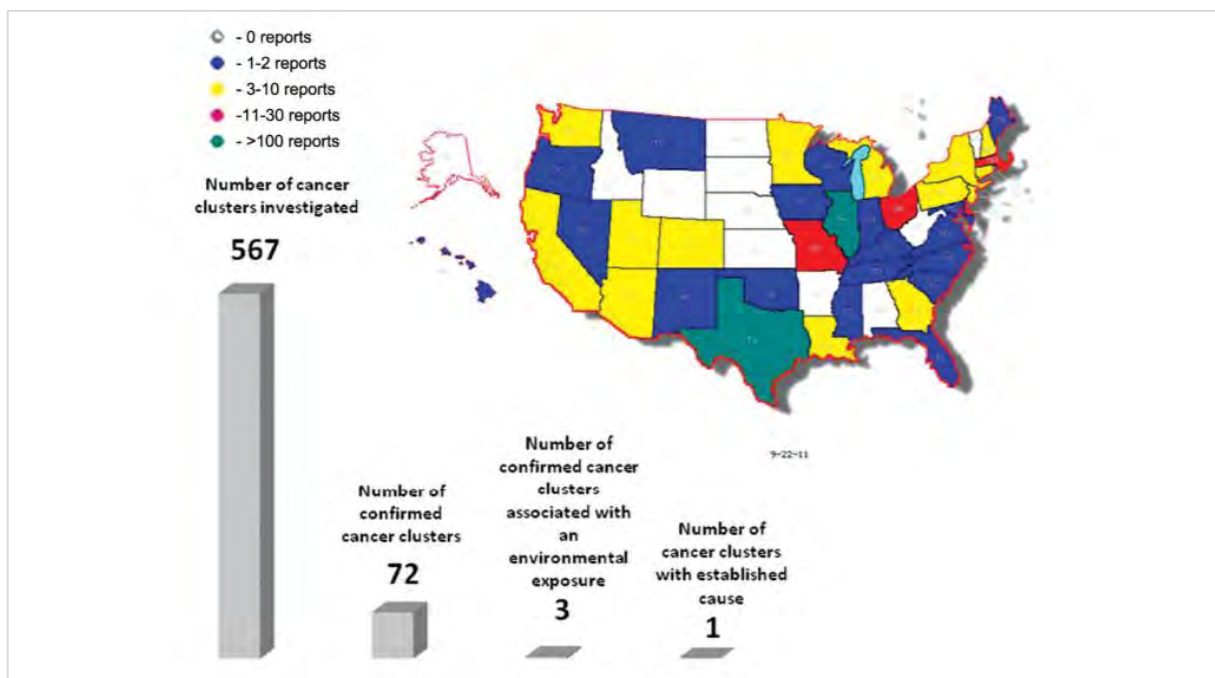 - 0 reports
- 1-2 reports
- 3-10 reports
-11-30 reports
- >100 reports
Number of cancer
clusters investigated
567
9-22-11
Number of
confirmed
cancer clusters
72
Number of
confirmed cancer
clusters
associated with
an
environmental
exposure
3
Number of
cancer clusters
with established
cause
1